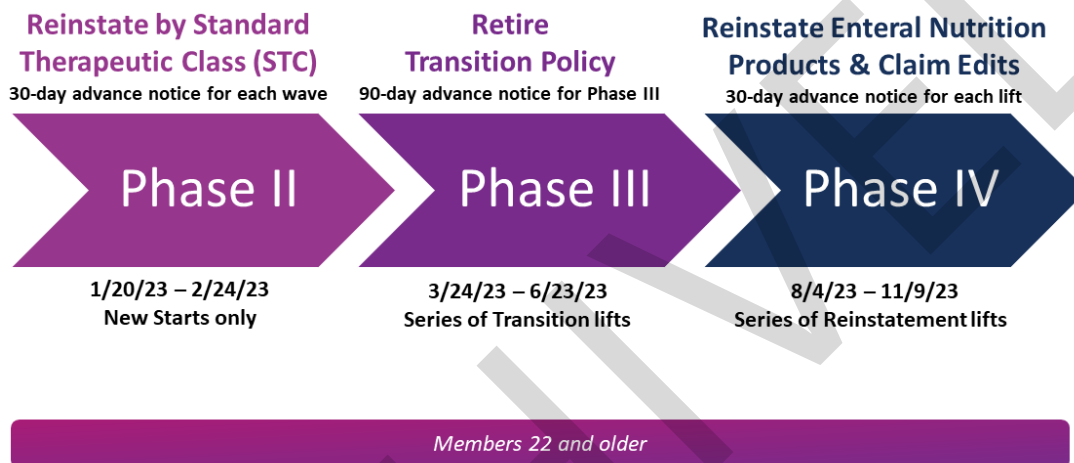 Reinstate by Standard
Therapeutic Class (STC)
30-day advance notice for each wave
Phase II
1/20/23 – 2/24/23
New Starts only
Retire
Transition Policy
90-day advance notice for Phase III
Phase III
3/24/23 – 6/23/23
Series of Transition lifts
Reinstate Enteral Nutrition
Products & Claim Edits
30-day advance notice for each lift
Phase IV
8/4/23 – 11/9/23
Series of Reinstatement lifts
Members 22 and older